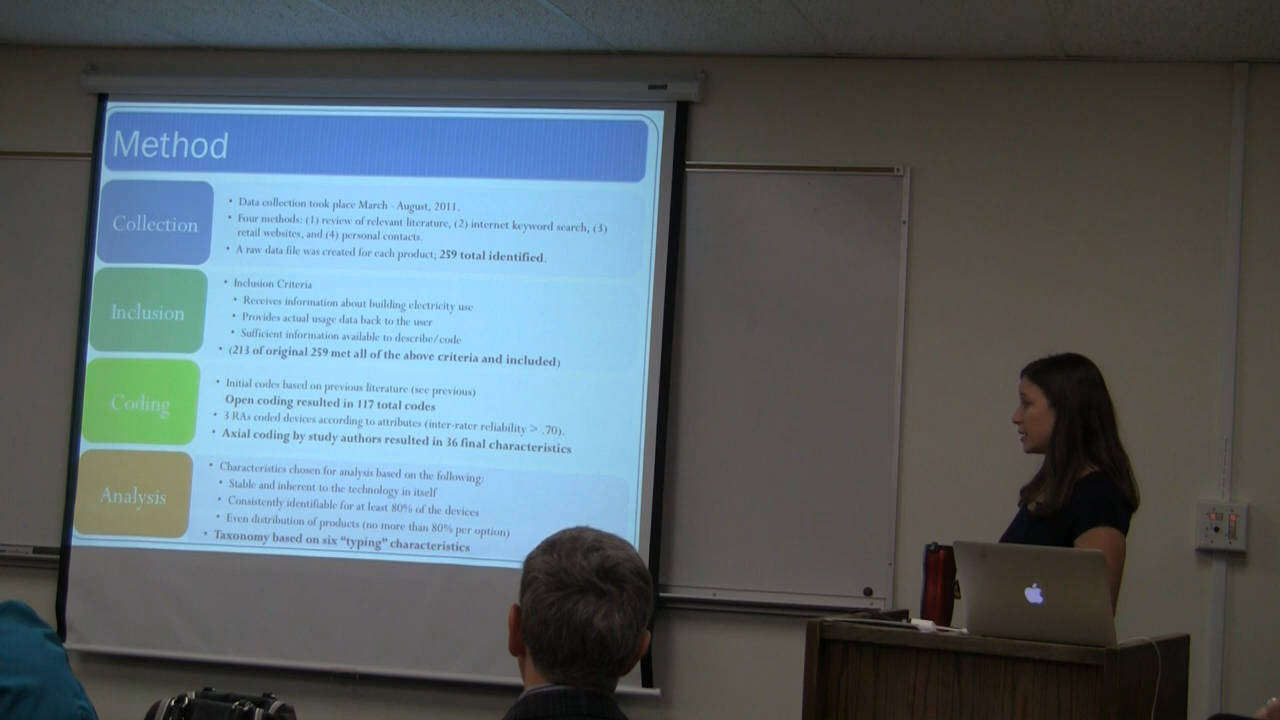 Method
Collection
• Data collection took place March - August, 2011.
• Four methods: (1) review of relevant literature, (2) internet keyword search, (3)
retail websites, and (4) personal contacts.
• A raw data file was created for each product; 259 total identified.
Inclusion
• Inclusion Criteria
• Receives information about building electricity use
• Provides actual usage data back to the user
• Sufficient information available to describe/code
• (213 of original 259 met all of the above criteria and included)
Coding
• Initial codes based on previous literature (see previous)
Open coding resulted in 117 total codes
• 3 RAs coded devices according to attributes (inter-rater reliability > .70).
• Axial coding by study authors resulted in 36 final characteristics
Analysis
• Characteristics chosen for analysis based on the following:
• Stable and inherent to the technology in itself
• Consistently identifiable for at least 80% of the devices
• Even distribution of products (no more than 80% per option)
• Taxonomy based on six “typing” characteristics